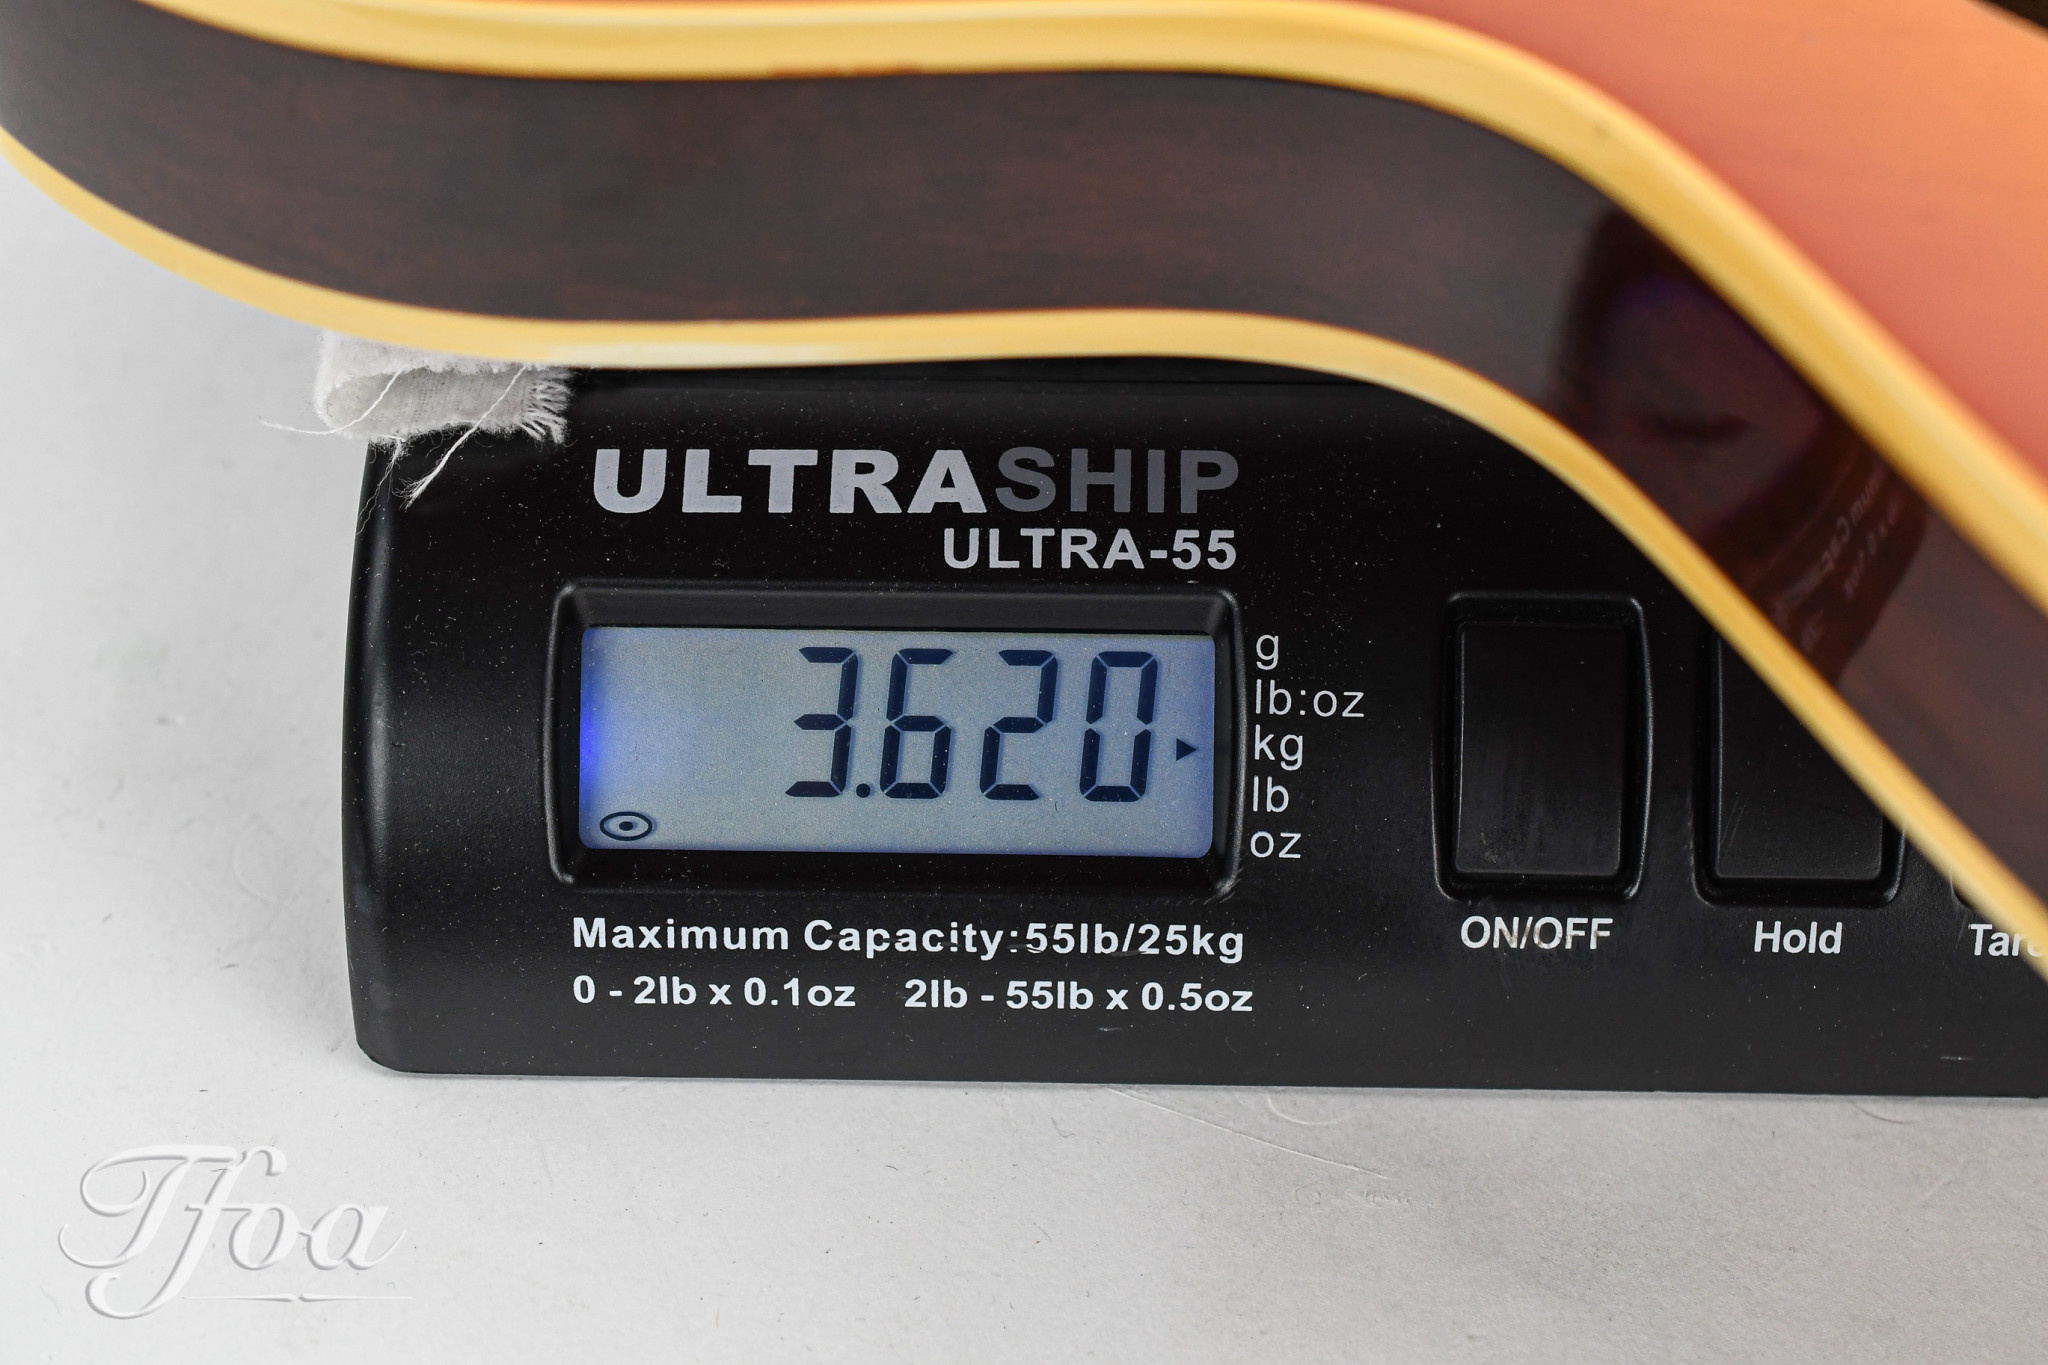 ULTRASHIP
ULTRA-55
3.620
g
lb:oz
kg
lb
oz
Maximum Capacity:55lb/25kg
0 - 2lb x 0.1oz 2lb - 55lb x 0.5oz
ON/OFF
Hold
Tfoa